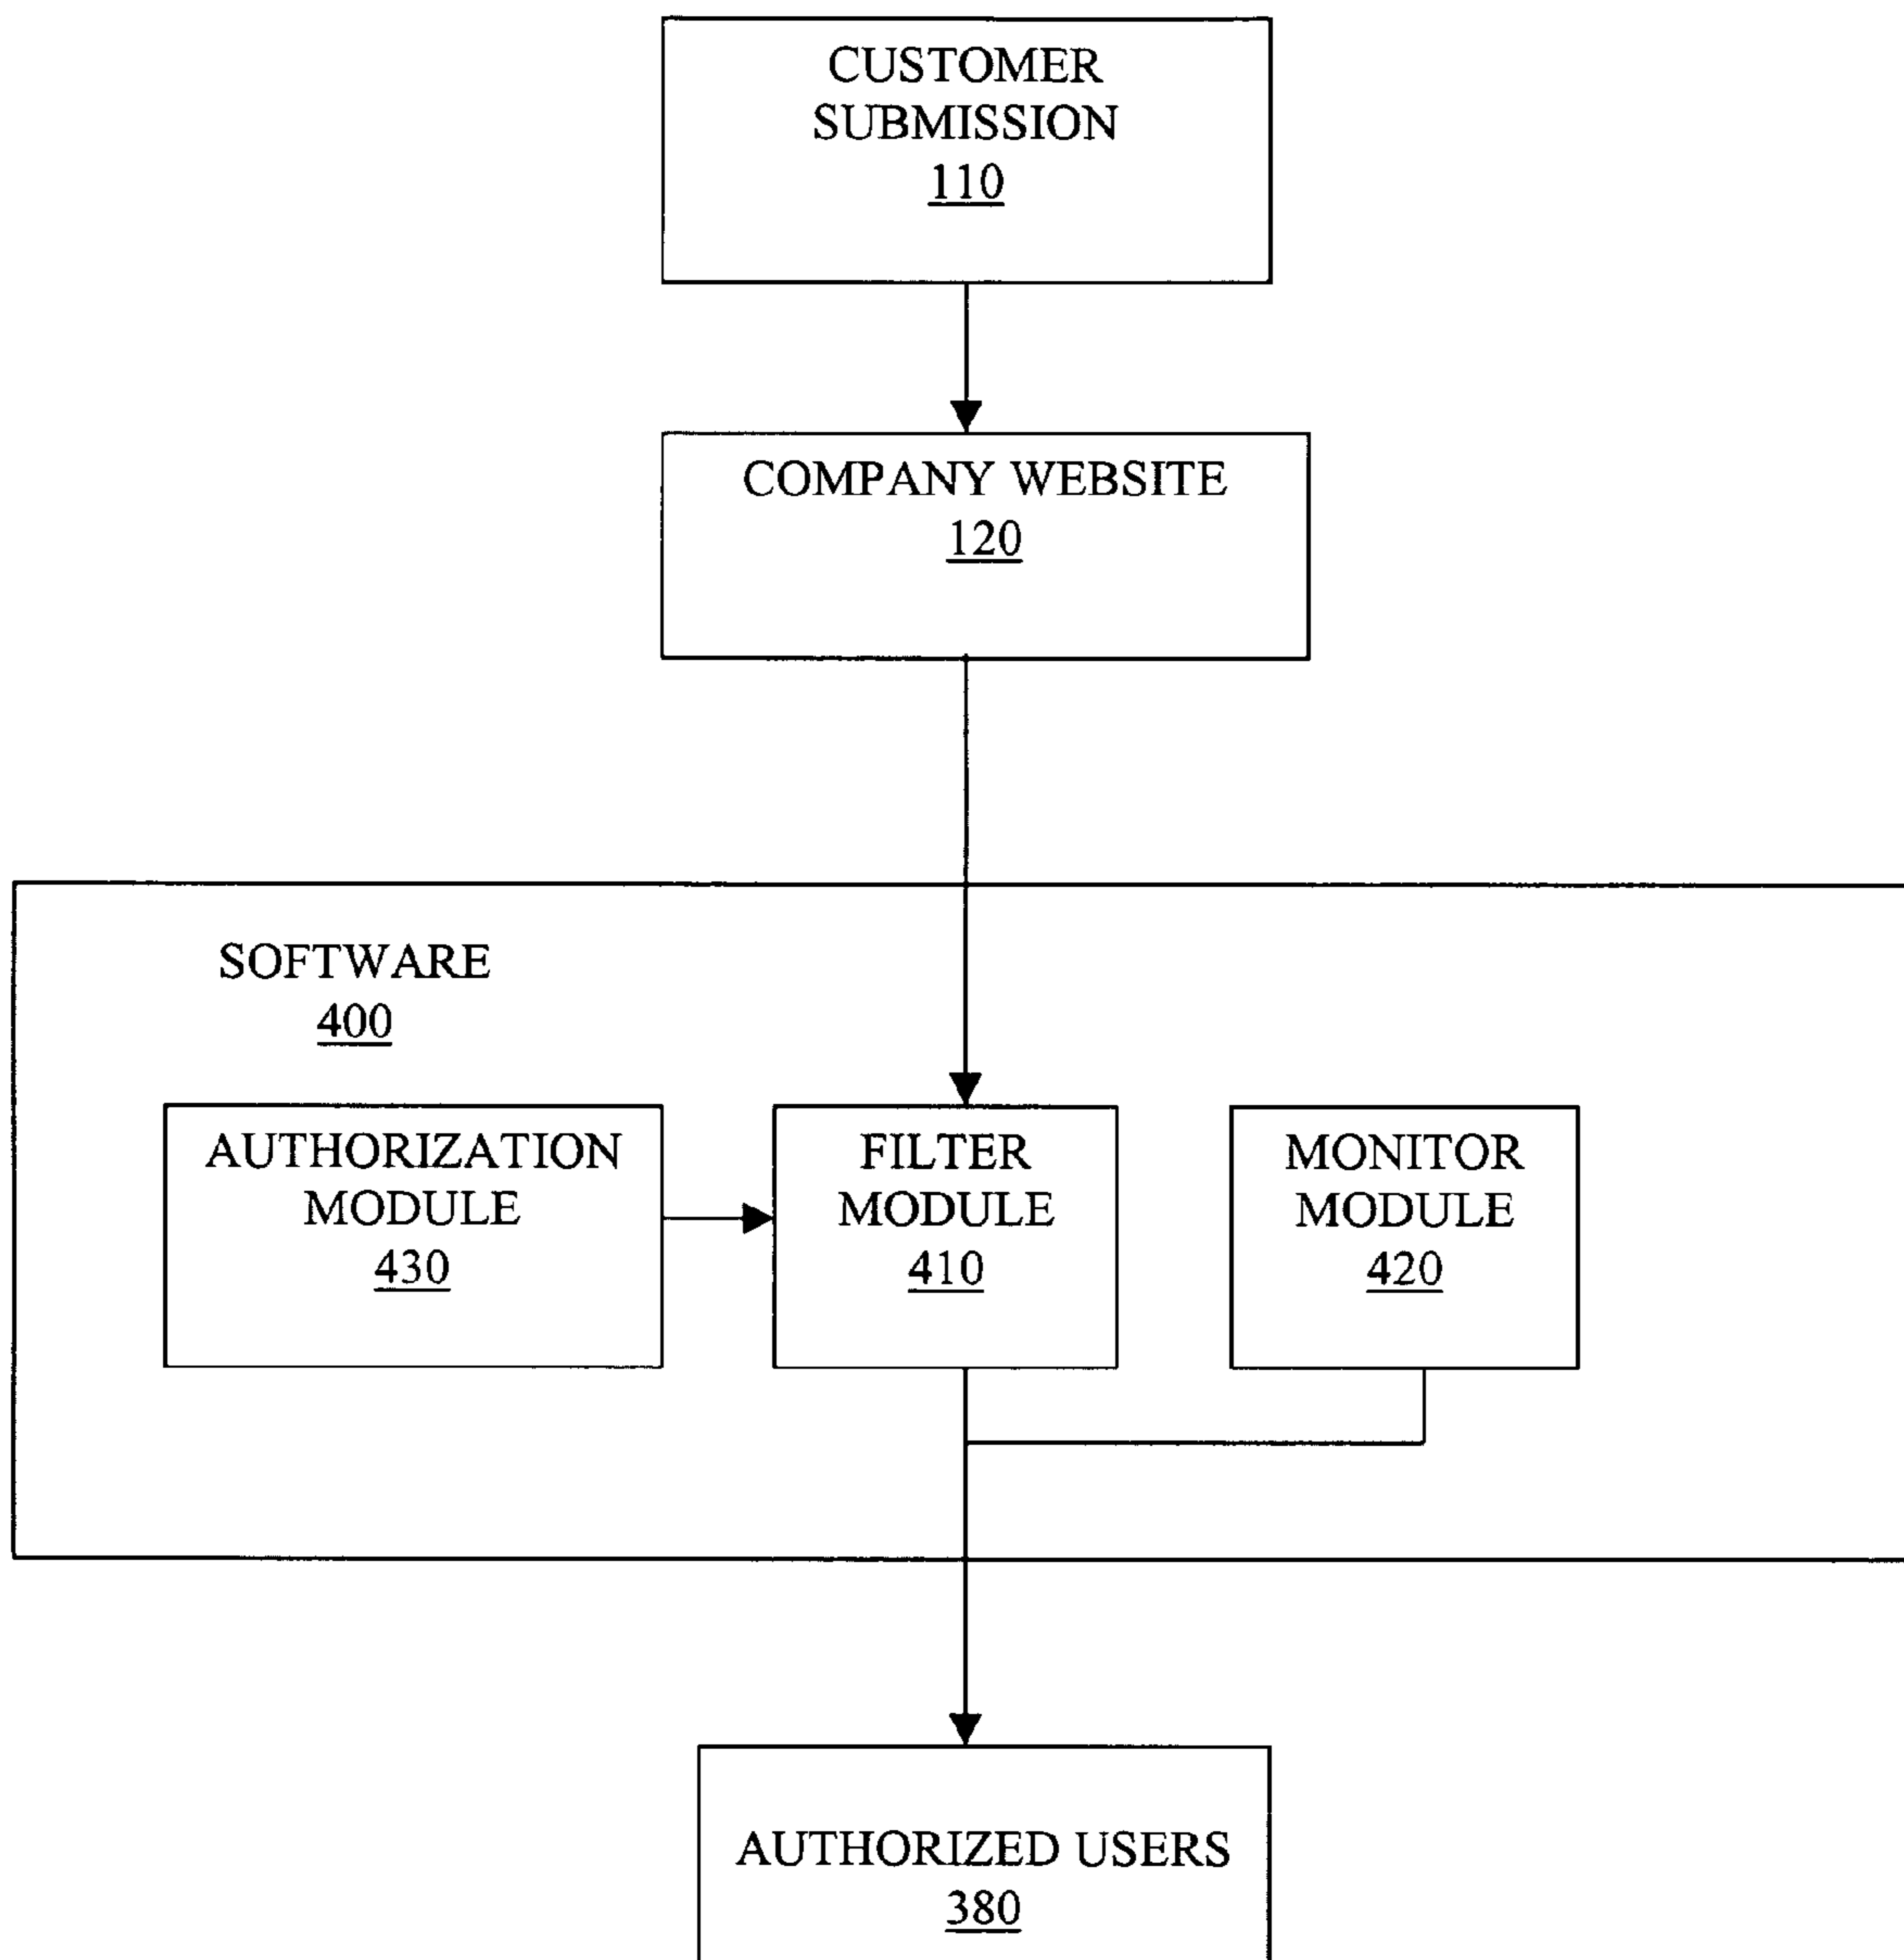 CUSTOMER
SUBMISSION
110
COMPANY WEBSITE
120
SOFTWARE
400
AUTHORIZATION
MODULE
430
FILTER
MODULE
410
MONITOR
MODULE
420
AUTHORIZED USERS
380